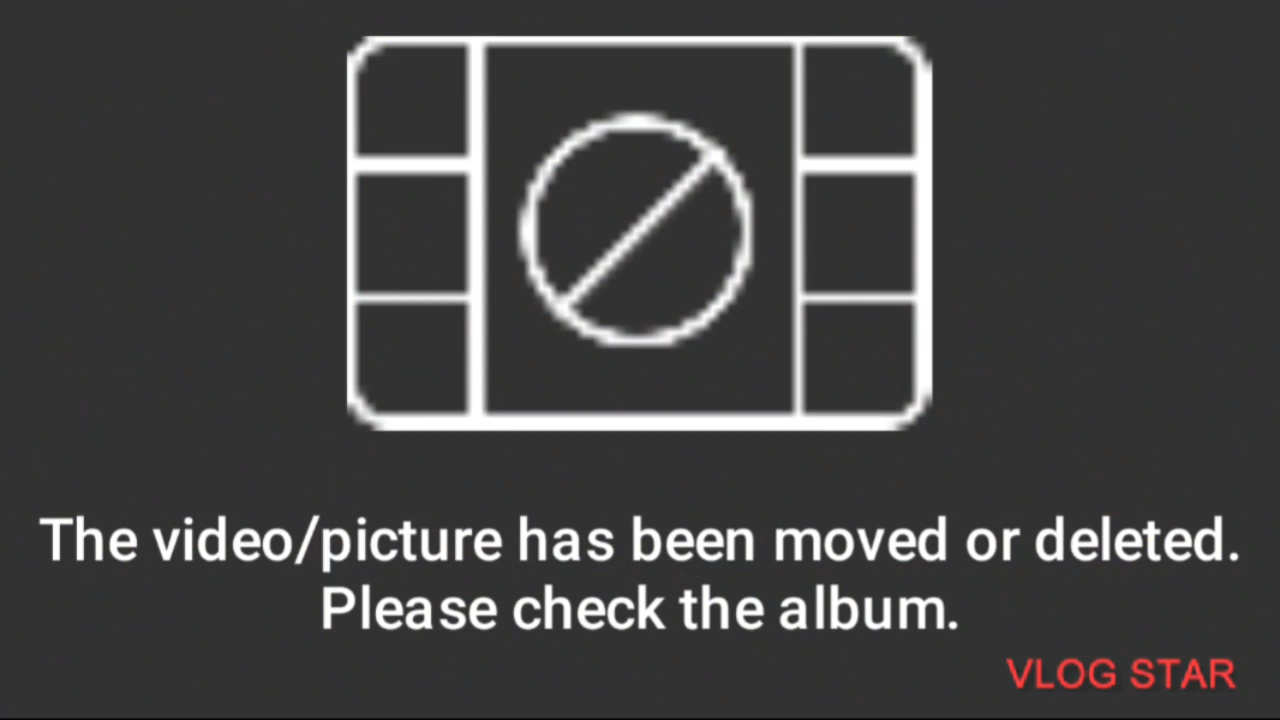 The video/picture has been moved or deleted.
Please check the album.
VLOG STAR